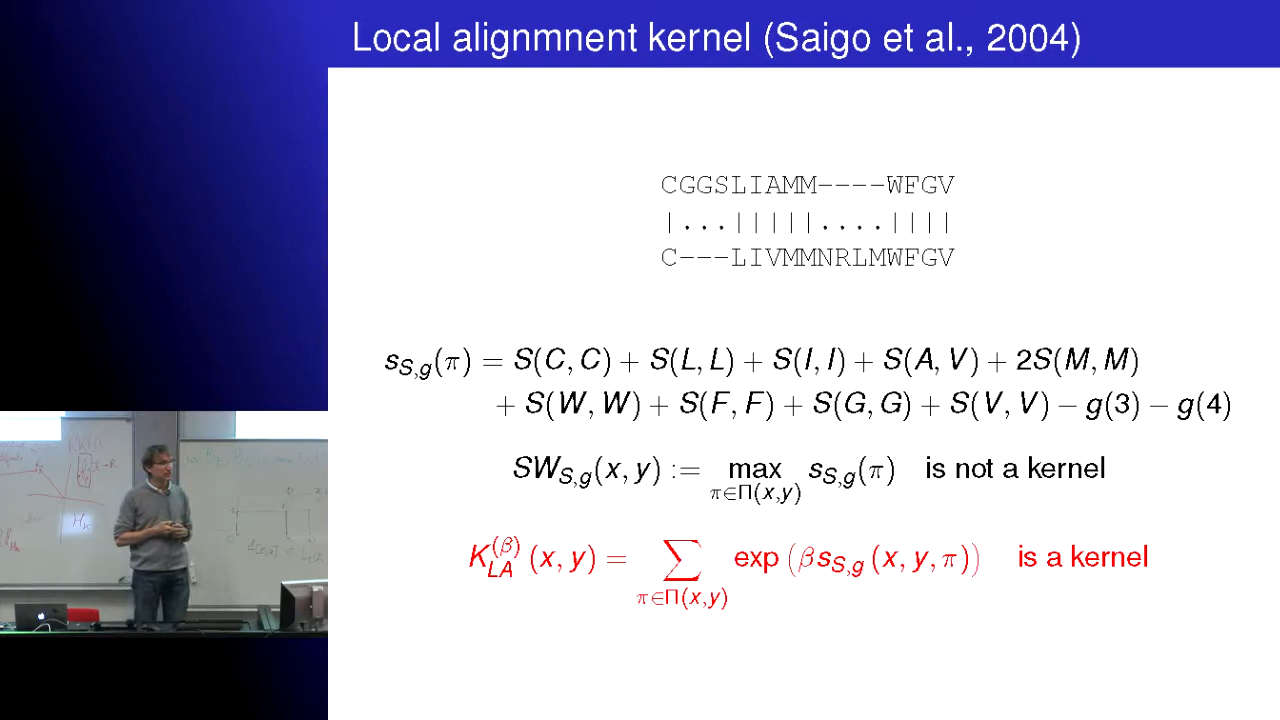 Local alignmnent kernel (Saigo et al., 2004)
CGGSLIAMM----WFGV
|...|||||....||||
C---LIVMMNRLMWFGV
s_{S,g}(π) = S(C, C) + S(L, L) + S(I, I) + S(A, V) + 2S(M, M)
+ S(W, W) + S(F, F) + S(G, G) + S(V, V) − g(3) − g(4)
SW_{S,g}(x, y) := max_{π∈Π(x,y)} s_{S,g}(π) is not a kernel
K_{LA}^{(β)} (x, y) = ∑_{π∈Π(x,y)} exp (βs_{S,g} (x, y, π)) is a kernel